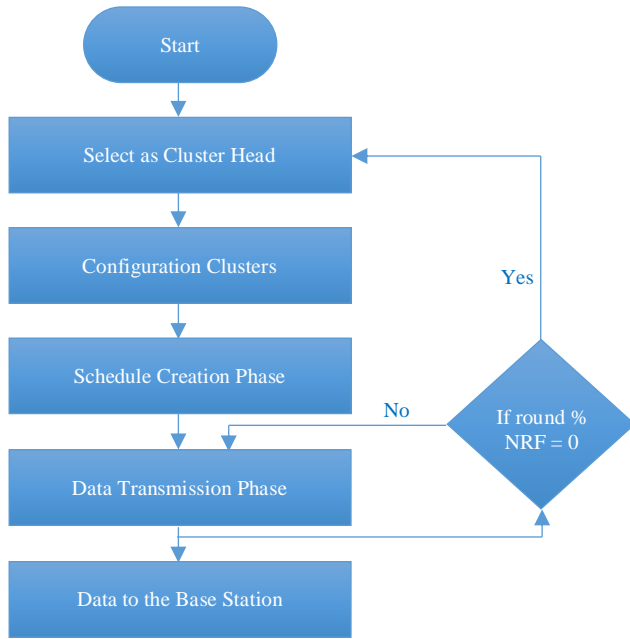 Start
Select as Cluster Head
Configuration Clusters
Yes
Schedule Creation Phase
No
If round %
NRF = 0
Data Transmission Phase
Data to the Base Station